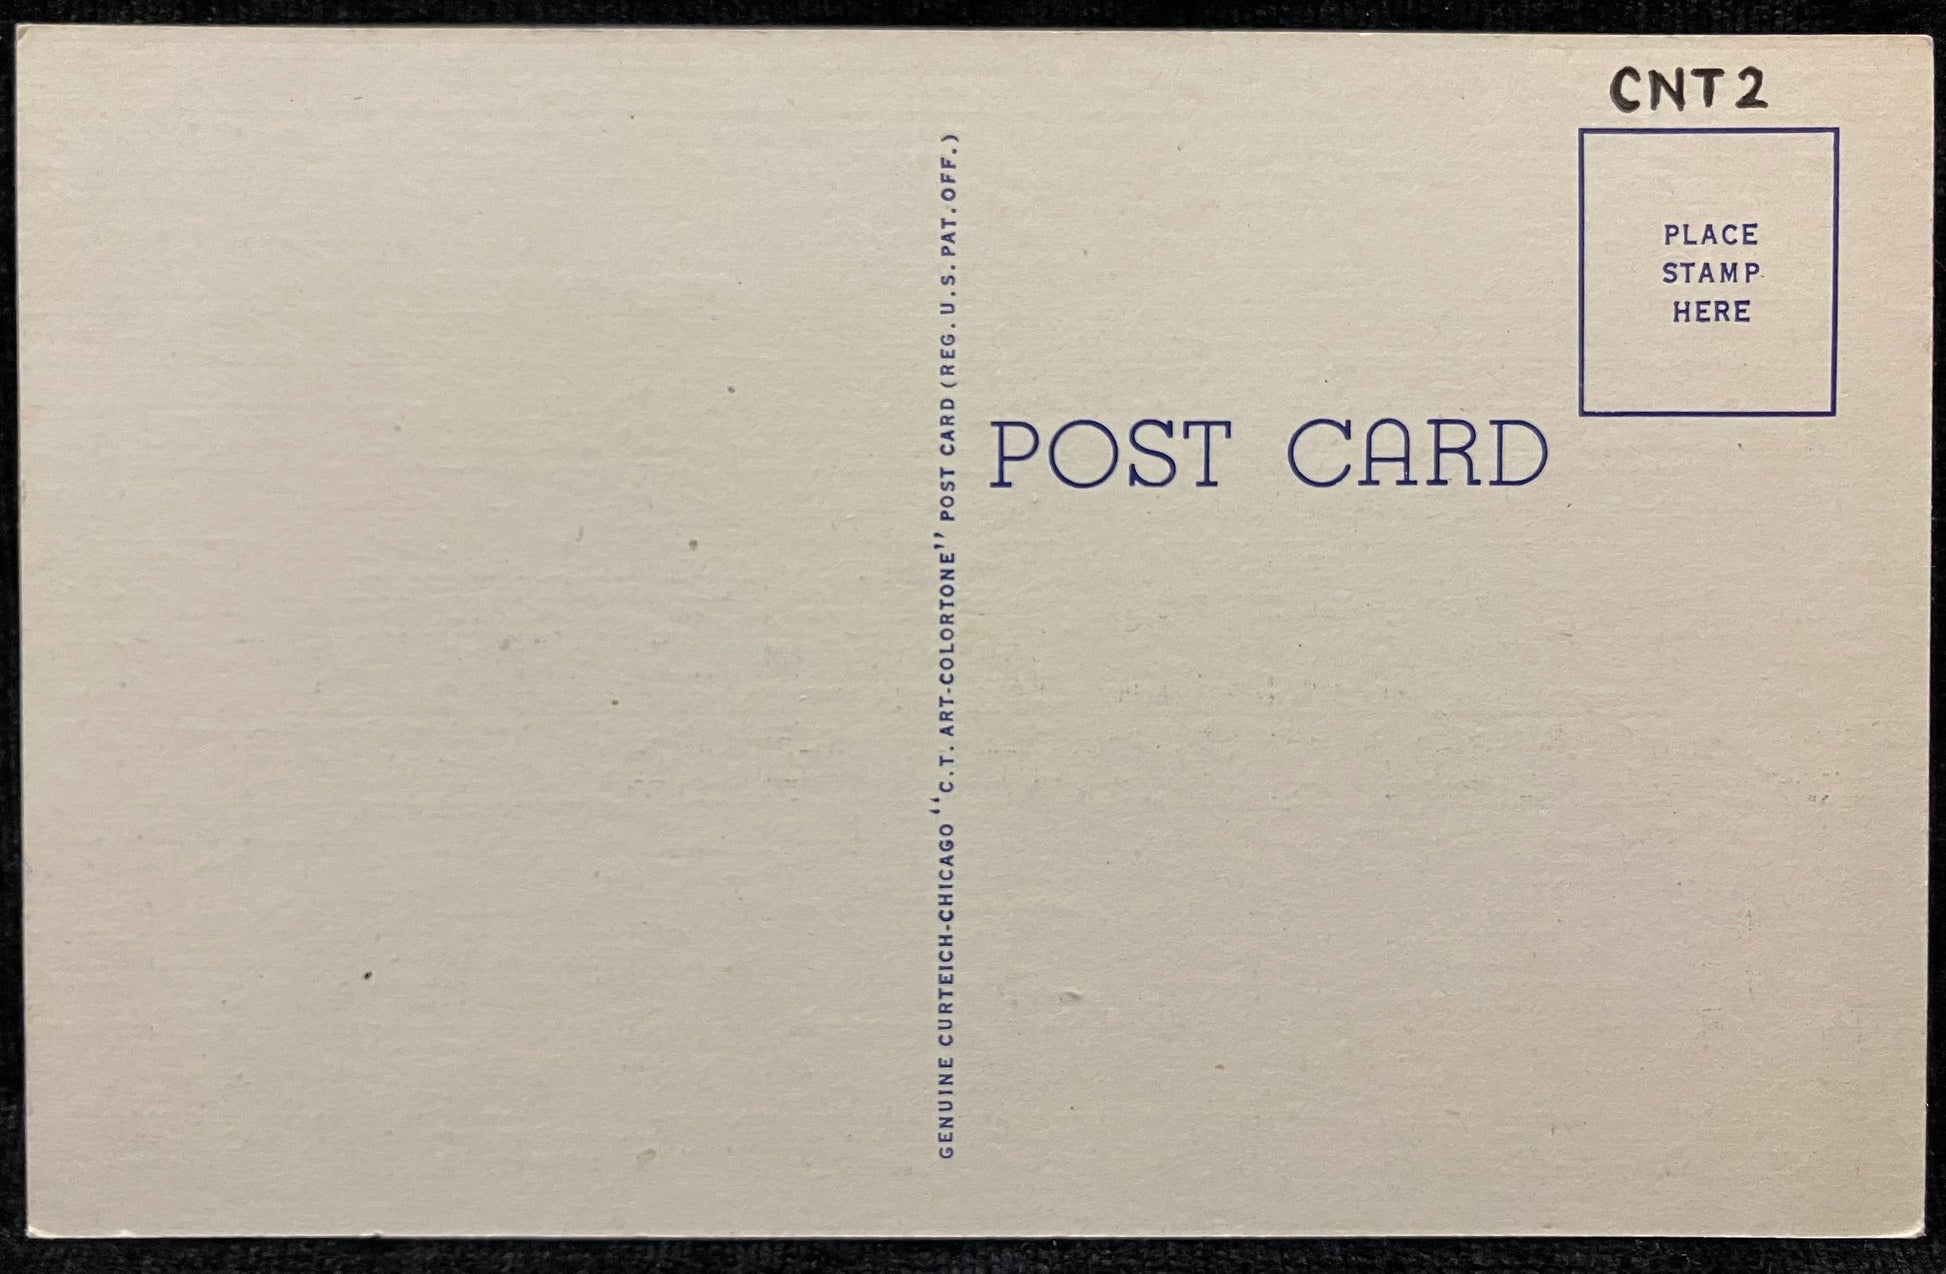 CNT2
PLACE
STAMP
HERE
POST CARD
GENUINE CURTEICH-CHICAGO "C.T. ART-COLORTONE" POST CARD (REG. U.S. PAT. OFF.)